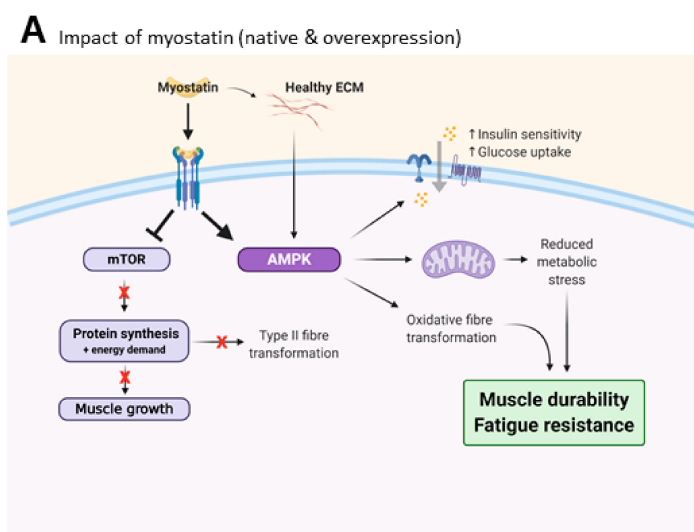 A Impact of myostatin (native & overexpression)
Myostatin
Healthy ECM
↑ Insulin sensitivity
↑ Glucose uptake
mTOR
AMPK
Reduced
metabolic
stress
Protein synthesis
+ energy demand
Type II fibre
transformation
Oxidative fibre
transformation
Muscle growth
Muscle durability
Fatigue resistance